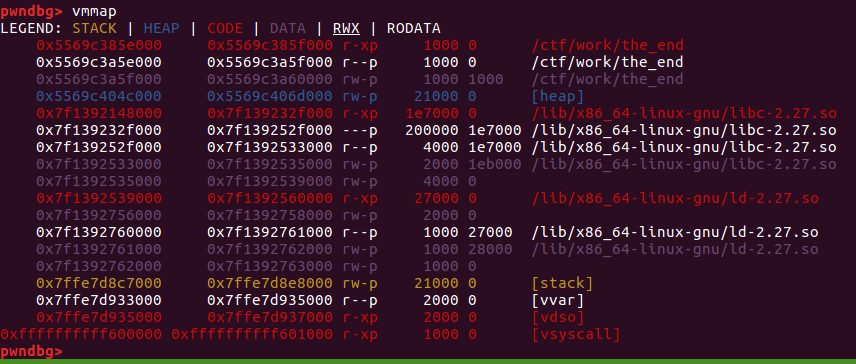 pwndbg> vmmap
LEGEND: STACK | HEAP | CODE | DATA | RWX | RODATA
0x5569c385e000 0x5569c385f000 r-xp 1000 0 /ctf/work/the_end
0x5569c3a5e000 0x5569c3a5f000 r--p 1000 0 /ctf/work/the_end
0x5569c3a5f000 0x5569c3a60000 rw-p 1000 1000 /ctf/work/the_end
0x5569c404c000 0x5569c406d000 rw-p 21000 0 [heap]
0x7f1392148000 0x7f139232f000 r-xp 1e7000 0 /lib/x86_64-linux-gnu/libc-2.27.so
0x7f139232f000 0x7f139252f000 ---p 200000 1e7000 /lib/x86_64-linux-gnu/libc-2.27.so
0x7f139252f000 0x7f1392533000 r--p 4000 1e7000 /lib/x86_64-linux-gnu/libc-2.27.so
0x7f1392533000 0x7f1392535000 rw-p 2000 1eb000 /lib/x86_64-linux-gnu/libc-2.27.so
0x7f1392535000 0x7f1392539000 rw-p 4000 0
0x7f1392539000 0x7f1392560000 r-xp 27000 0 /lib/x86_64-linux-gnu/ld-2.27.so
0x7f1392756000 0x7f1392758000 rw-p 2000 0
0x7f1392760000 0x7f1392761000 r--p 1000 27000 /lib/x86_64-linux-gnu/ld-2.27.so
0x7f1392761000 0x7f1392762000 rw-p 1000 28000 /lib/x86_64-linux-gnu/ld-2.27.so
0x7f1392762000 0x7f1392763000 rw-p 1000 0
0x7ffe7d8c7000 0x7ffe7d8e8000 rw-p 21000 0 [stack]
0x7ffe7d933000 0x7ffe7d935000 r--p 2000 0 [vvar]
0x7ffe7d935000 0x7ffe7d937000 r-xp 2000 0 [vdso]
0xffffffffff600000 0xffffffffff601000 r-xp 1000 0 [vsyscall]
pwndbg>